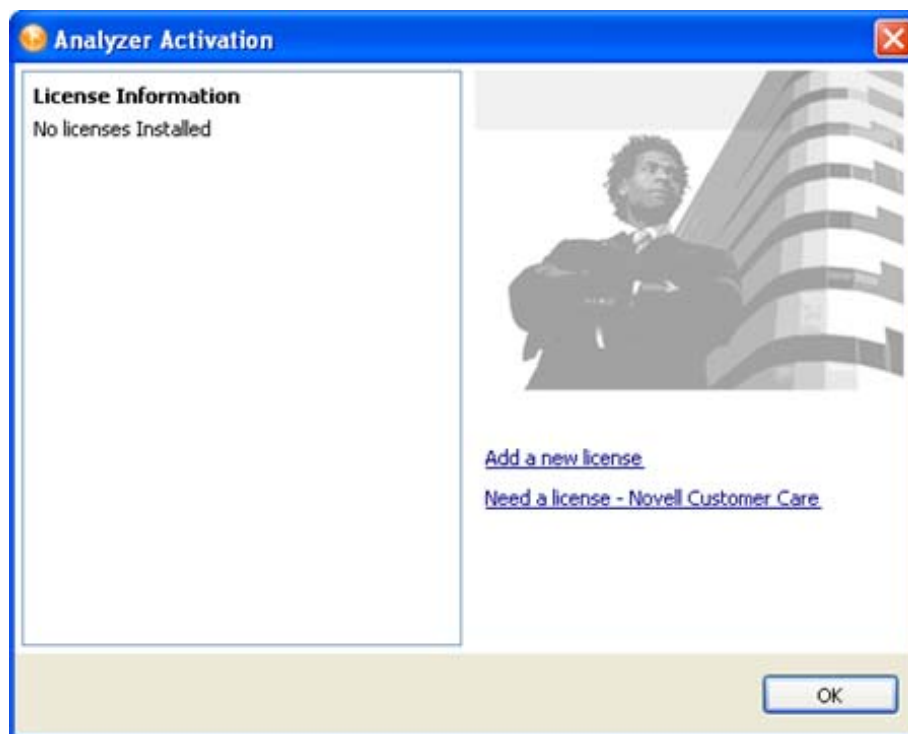 Analyzer Activation
License Information
No licenses Installed
Add a new license
Need a license - Novell Customer Care
OK